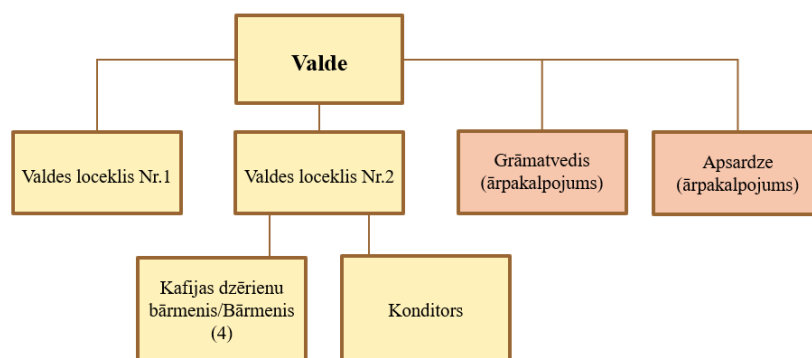 Valde
Valdes loceklis Nr.1
Valdes loceklis Nr.2
Grāmatvedis
(ārpakalpojums)
Apsardze
(ārpakalpojums)
Kafijas dzērienu
bārmenis/Bārmenis
(4)
Konditors